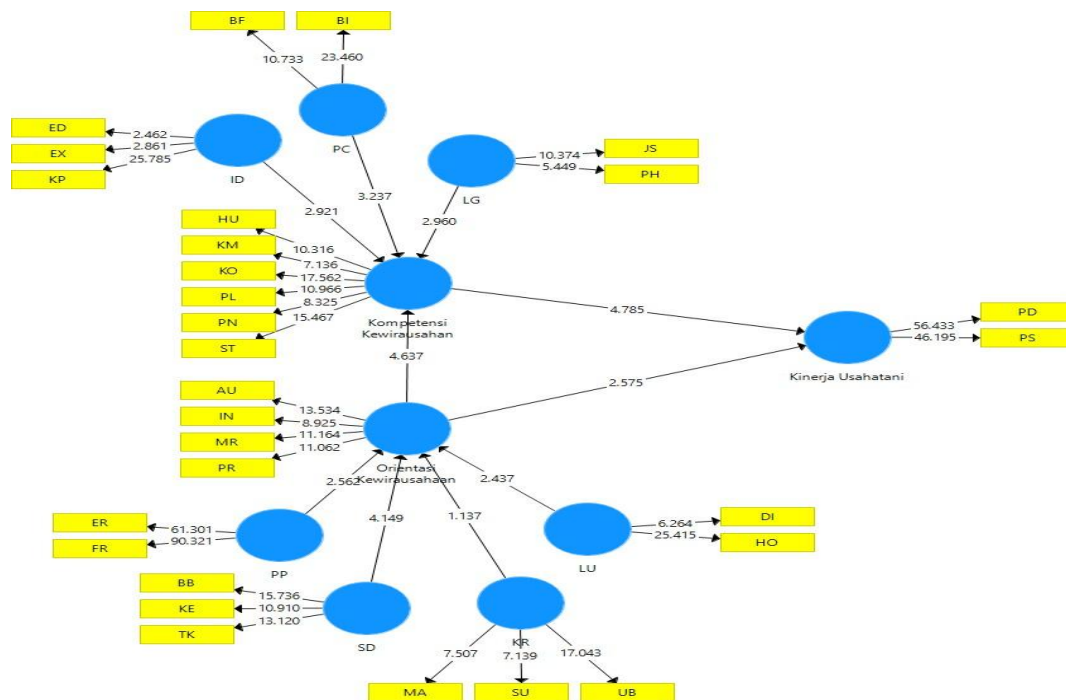 BF
BI
10.733
23.460
PC
ED
EX
KP
2.462
2.861
25.785
ID
JS
PH
10.374
5.449
LG
2.921
3.237
2.960
HU
KM
KO
PL
PN
ST
10.316
7.136
17.562
10.966
8.325
15.467
Kompetensi
Kewirausahan
4.785
4.637
PD
PS
56.433
46.195
Kinerja Usahatani
2.575
AU
IN
MR
PR
13.534
8.925
11.164
11.062
Orientasi
Kewirausahaan
2.562
4.149
1.137
2.437
ER
FR
61.301
90.321
PP
DI
HO
6.264
25.415
LU
BB
KE
TK
15.736
10.910
13.120
SD
KR
7.507
7.139
17.043
MA
SU
UB